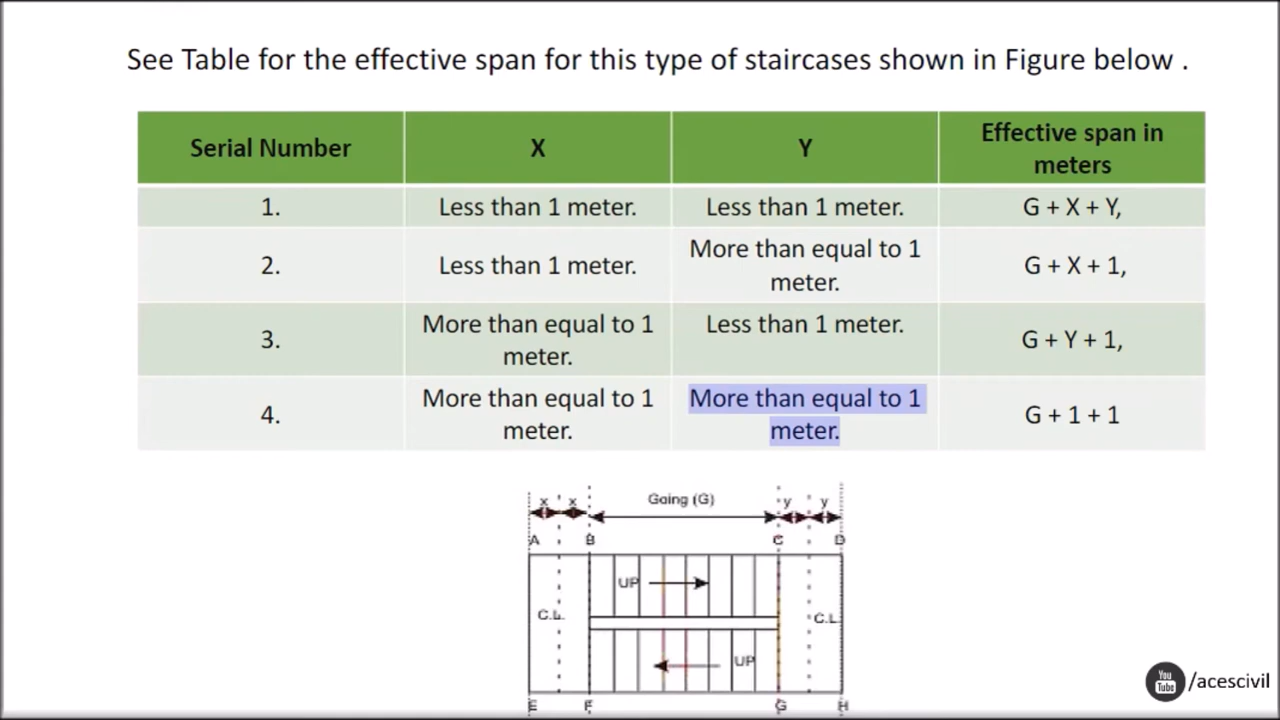 See Table for the effective span for this type of staircases shown in Figure below .
Serial Number
X
Y
Effective span in
meters
1.
Less than 1 meter.
Less than 1 meter.
G + X + Y,
2.
Less than 1 meter.
More than equal to 1
meter.
G + X + 1,
3.
More than equal to 1
meter.
Less than 1 meter.
G + Y + 1,
4.
More than equal to 1
meter.
More than equal to 1
meter.
G + 1 + 1
x x Going (G) y y
A B C D
UP
C.L. C.L.
UP
E F G H
You
Tube
/acescivil